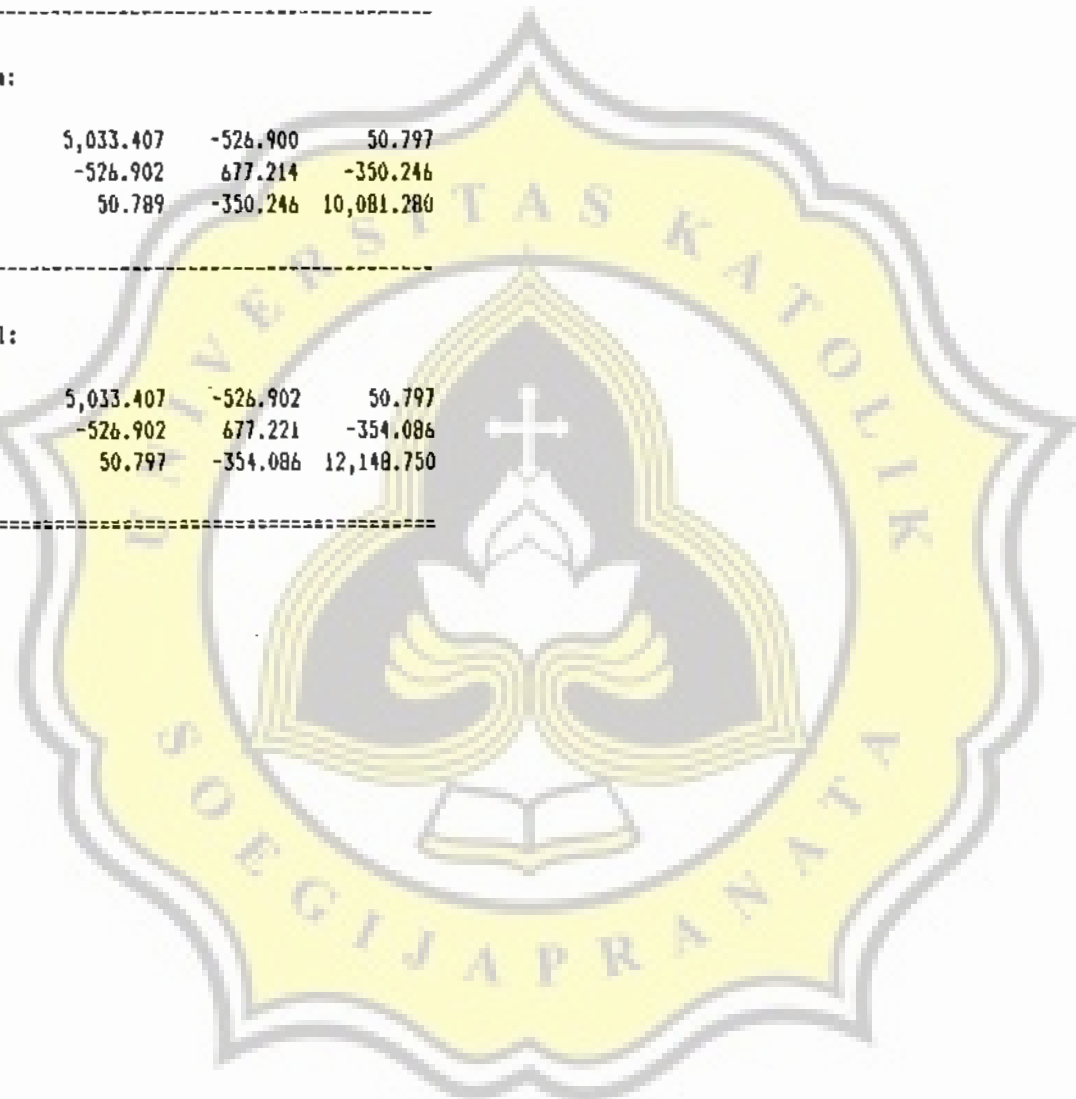 5,033.407 -526.900 50.797
-526.902 677.214 -350.246
50.789 -350.246 10,081.280
5,033.407 -526.902 50.797
-526.902 677.221 -354.086
50.797 -354.086 12,148.750
UNIVERSITAS KATOLIK
SOEGIJAPRANATA